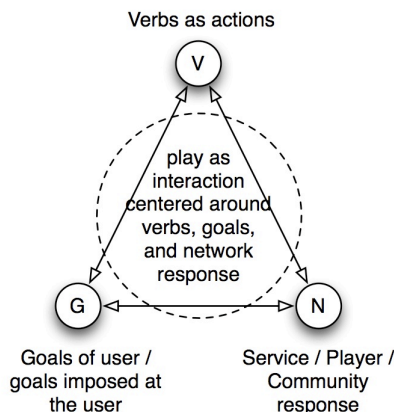 Verbs as actions
V
play as
interaction
centered around
verbs, goals,
and network
response
G
N
Goals of user /
goals imposed at
the user
Service / Player /
Community
response